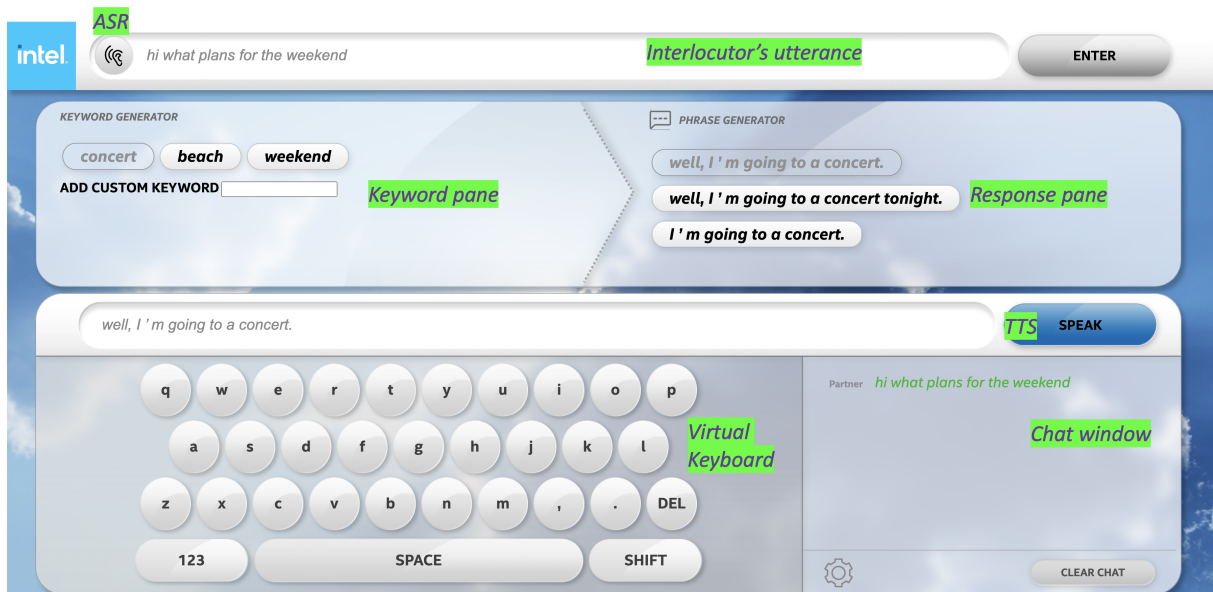 ASR
intel.
hi what plans for the weekend
Interlocutor's utterance
ENTER
KEYWORD GENERATOR
concert beach weekend
ADD CUSTOM KEYWORD
Keyword pane
PHRASE GENERATOR
well, I ' m going to a concert.
well, I ' m going to a concert tonight.
Response pane
I ' m going to a concert.
well, I ' m going to a concert.
TTS SPEAK
q w e r t y u i o p
a s d f g h j k l
z x c v b n m , . DEL
123 SPACE SHIFT
Virtual
Keyboard
Partner hi what plans for the weekend
Chat window
CLEAR CHAT